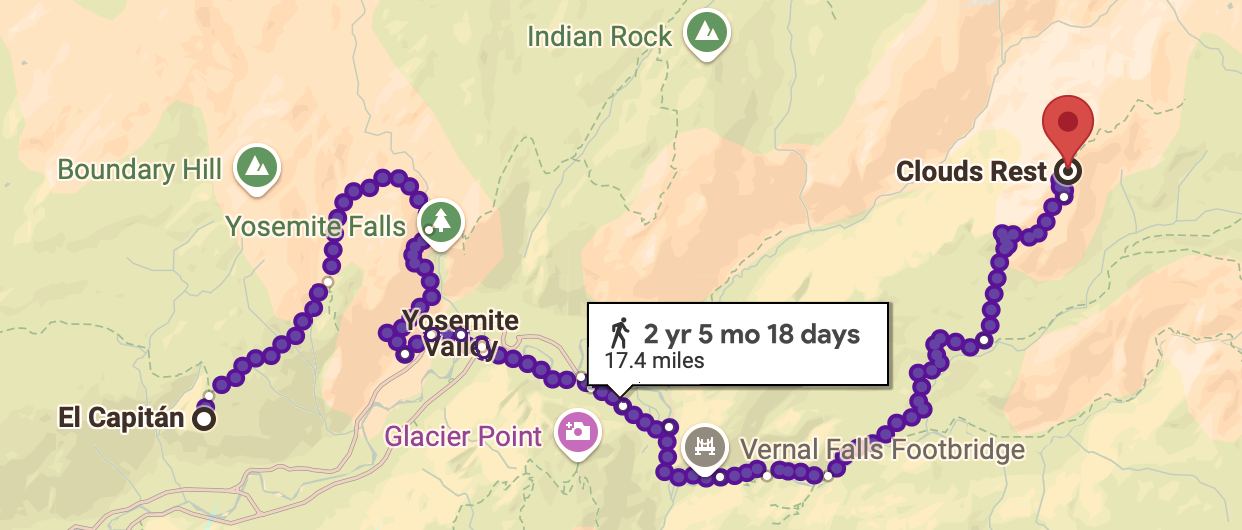 Indian Rock
Boundary Hill
Clouds Rest
Yosemite Falls
Yosemite
Valley
2 yr 5 mo 18 days
17.4 miles
El Capitán
Glacier Point
Vernal Falls Footbridge